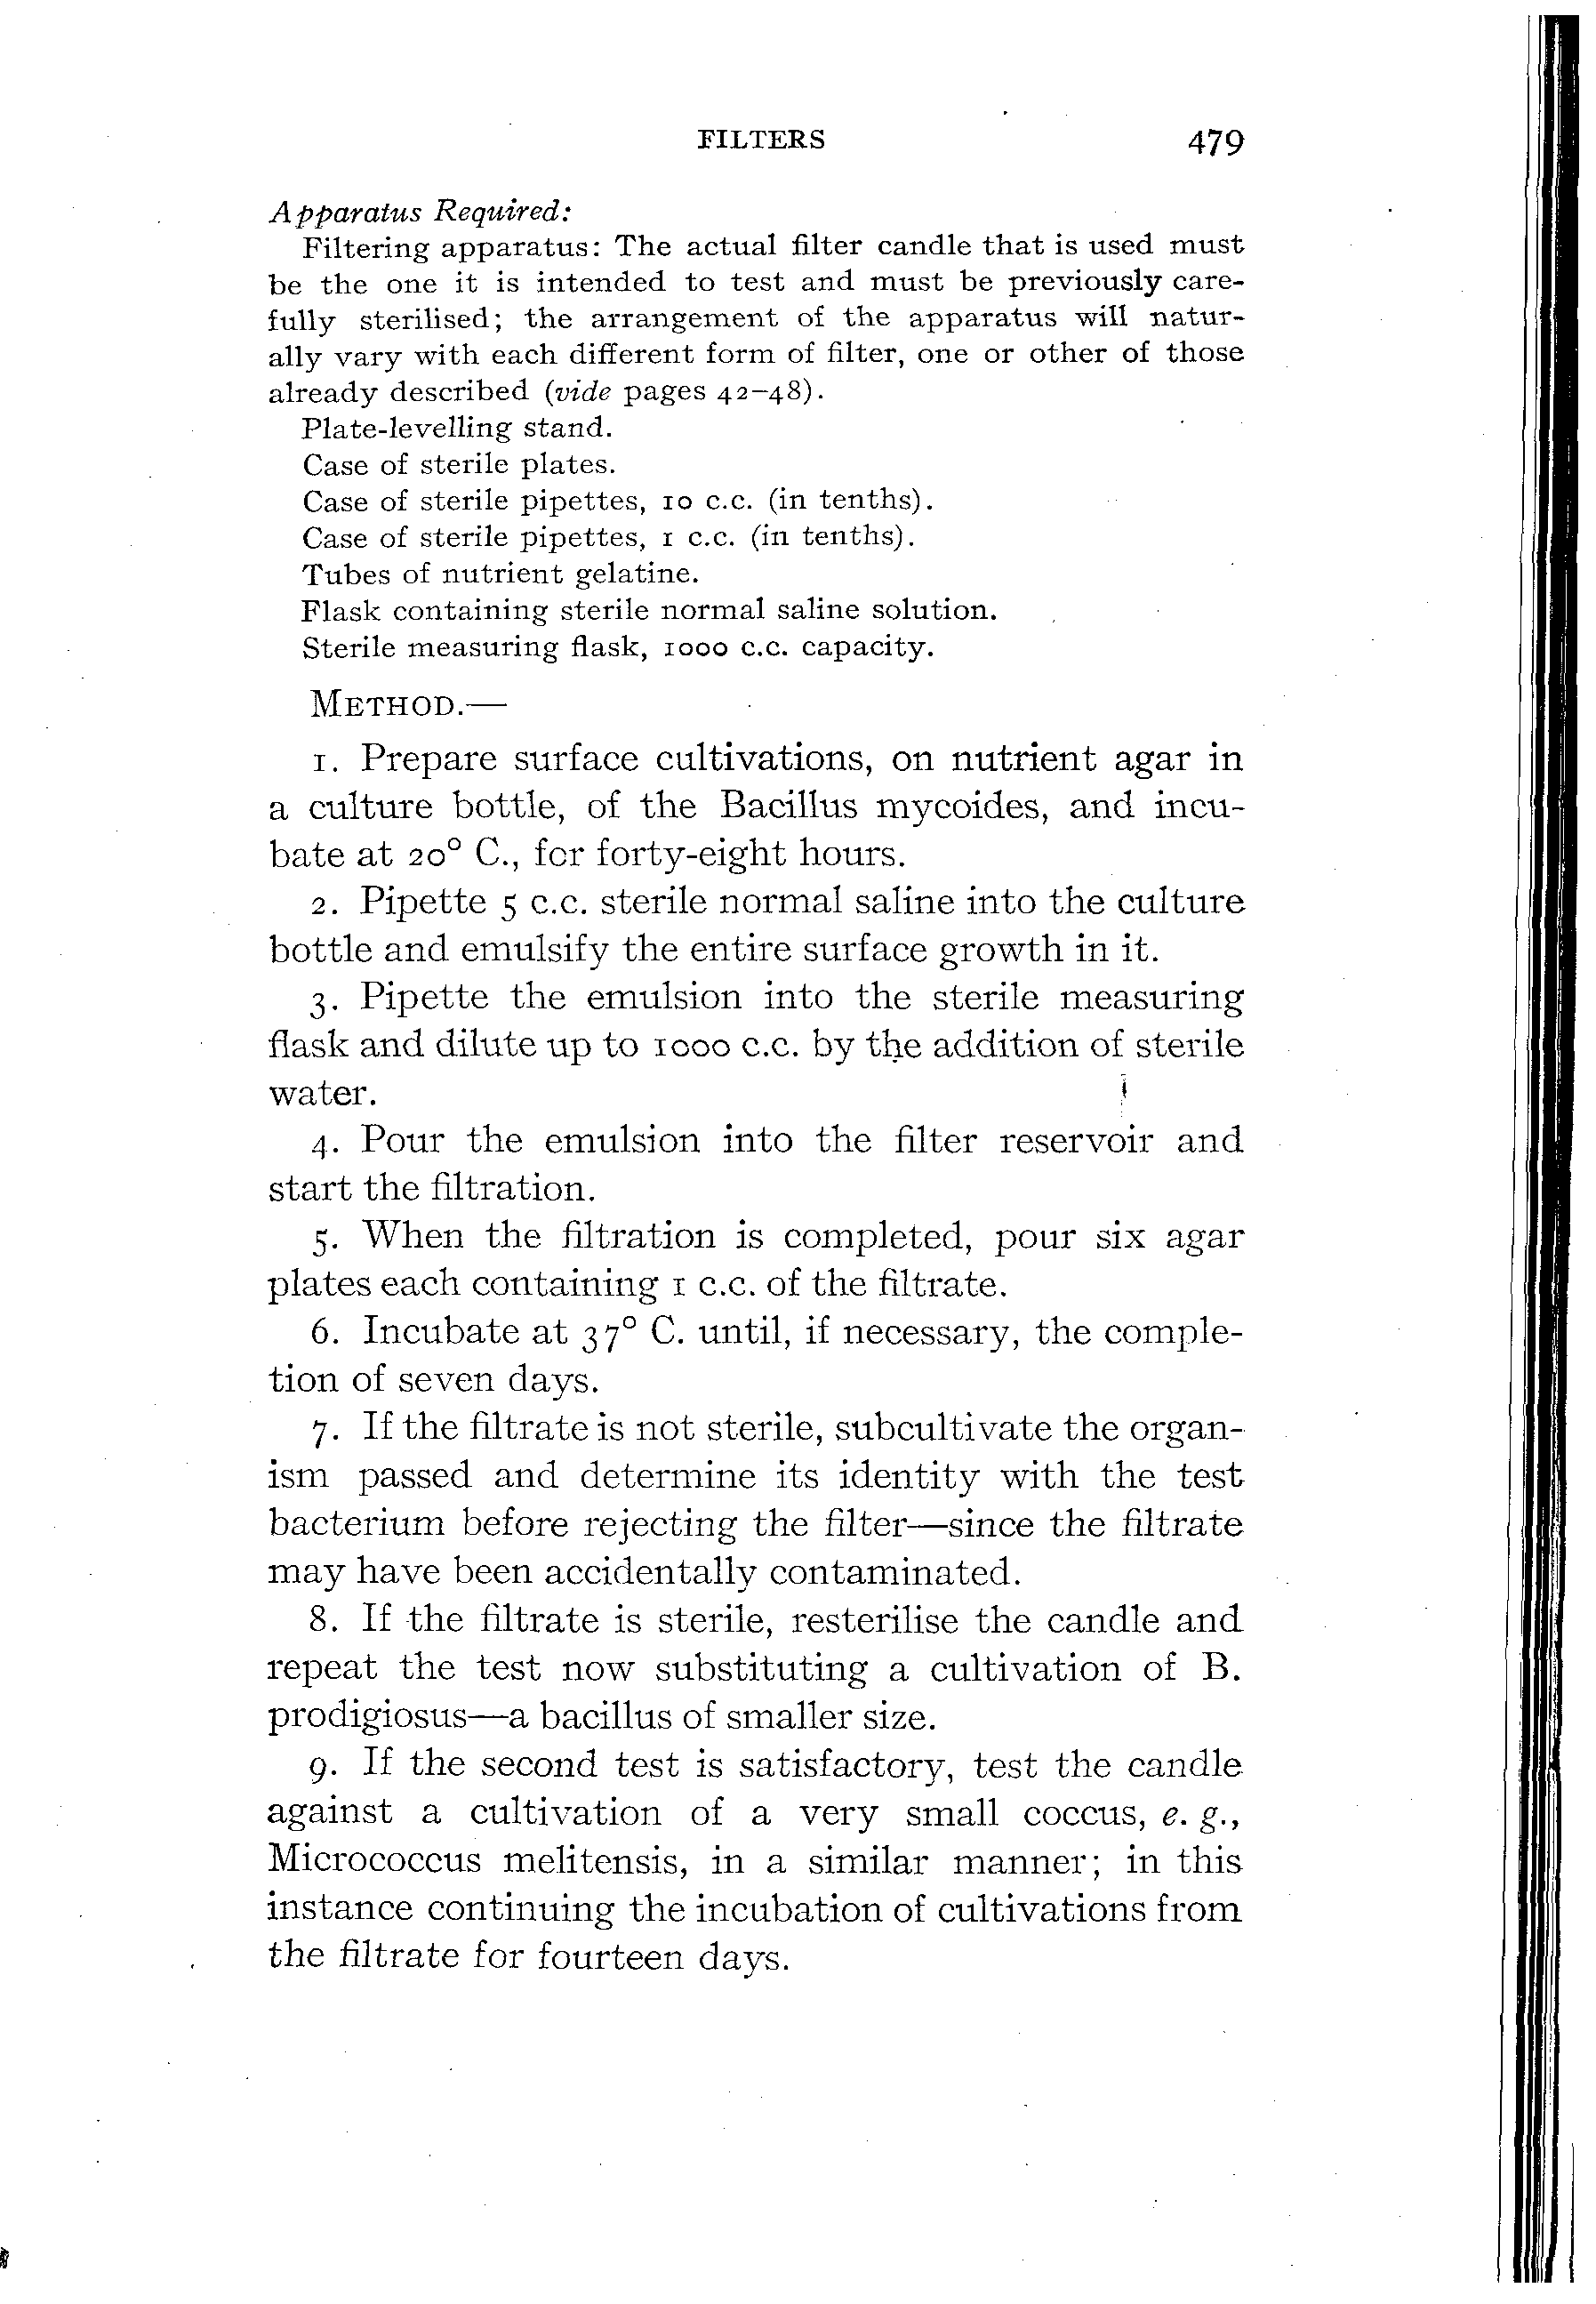 FILTERS 479
Apparatus Required:
Filtering apparatus: The actual filter candle that is used must
be the one it is intended to test and must be previously care-
fully sterilised; the arrangement of the apparatus will natur-
ally vary with each different form of filter, one or other of those
already described (vide pages 42–48).
Plate-levelling stand.
Case of sterile plates.
Case of sterile pipettes, 10 c.c. (in tenths).
Case of sterile pipettes, 1 c.c. (in tenths).
Tubes of nutrient gelatine.
Flask containing sterile normal saline solution.
Sterile measuring flask, 1000 c.c. capacity.
METHOD.—
1. Prepare surface cultivations, on nutrient agar in
a culture bottle, of the Bacillus mycoides, and incu-
bate at 20° C., for forty-eight hours.
2. Pipette 5 c.c. sterile normal saline into the culture
bottle and emulsify the entire surface growth in it.
3. Pipette the emulsion into the sterile measuring
flask and dilute up to 1000 c.c. by the addition of sterile
water.
4. Pour the emulsion into the filter reservoir and
start the filtration.
5. When the filtration is completed, pour six agar
plates each containing 1 c.c. of the filtrate.
6. Incubate at 37° C. until, if necessary, the comple-
tion of seven days.
7. If the filtrate is not sterile, subcultivate the organ-
ism passed and determine its identity with the test
bacterium before rejecting the filter—since the filtrate
may have been accidentally contaminated.
8. If the filtrate is sterile, resterilise the candle and
repeat the test now substituting a cultivation of B.
prodigiosus—a bacillus of smaller size.
9. If the second test is satisfactory, test the candle
against a cultivation of a very small coccus, e. g.,
Micrococcus melitensis, in a similar manner; in this
instance continuing the incubation of cultivations from
the filtrate for fourteen days.